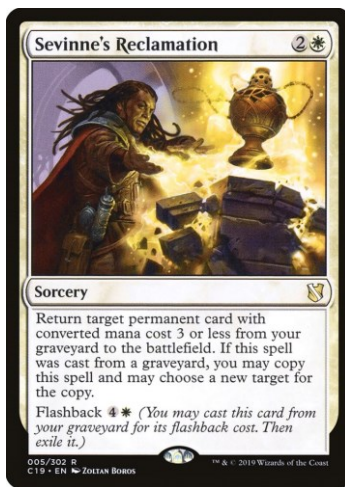 Sevinne's Reclamation 2
Sorcery
Return target permanent card with
converted mana cost 3 or less from your
graveyard to the battlefield. If this spell
was cast from a graveyard, you may copy
this spell and may choose a new target for
the copy.
Flashback 4 (You may cast this card from
your graveyard for its flashback cost. Then
exile it.)
005/302 R
C19 • EN ZOLTAN BOROS
™ & © 2019 Wizards of the Coast